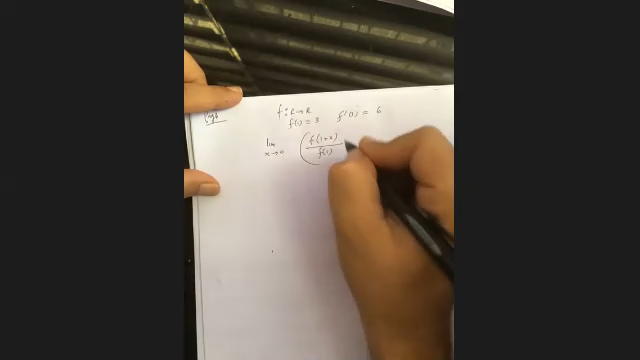 f : R → R
f(1) = 3 f'(1) = 6
lim
x→0 ( f(1+x) / f(1)